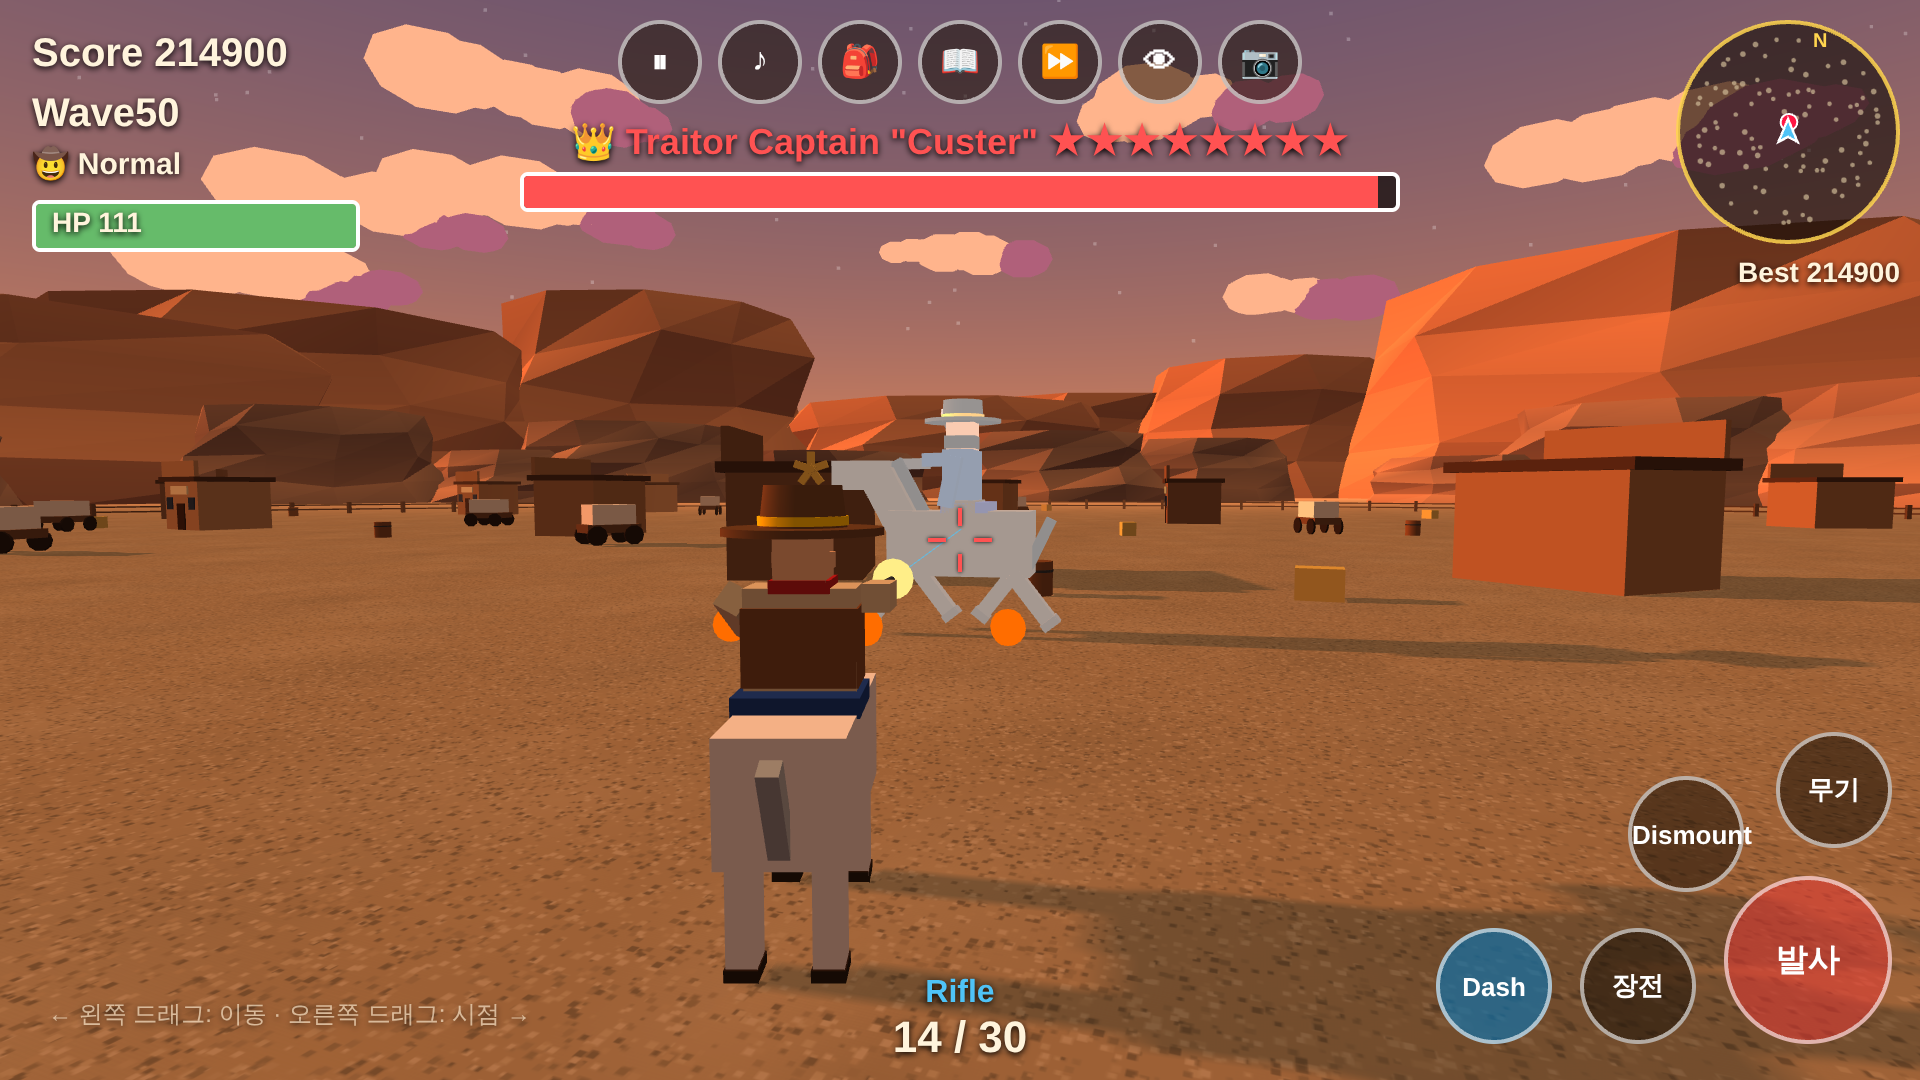 Score 214900
Wave50
🤠 Normal
HP 111
👑 Traitor Captain "Custer" ★★★★★★★★
N
Best 214900
무기
Dismount
발사
Dash
장전
Rifle
14 / 30
← 왼쪽 드래그: 이동 · 오른쪽 드래그: 시점 →